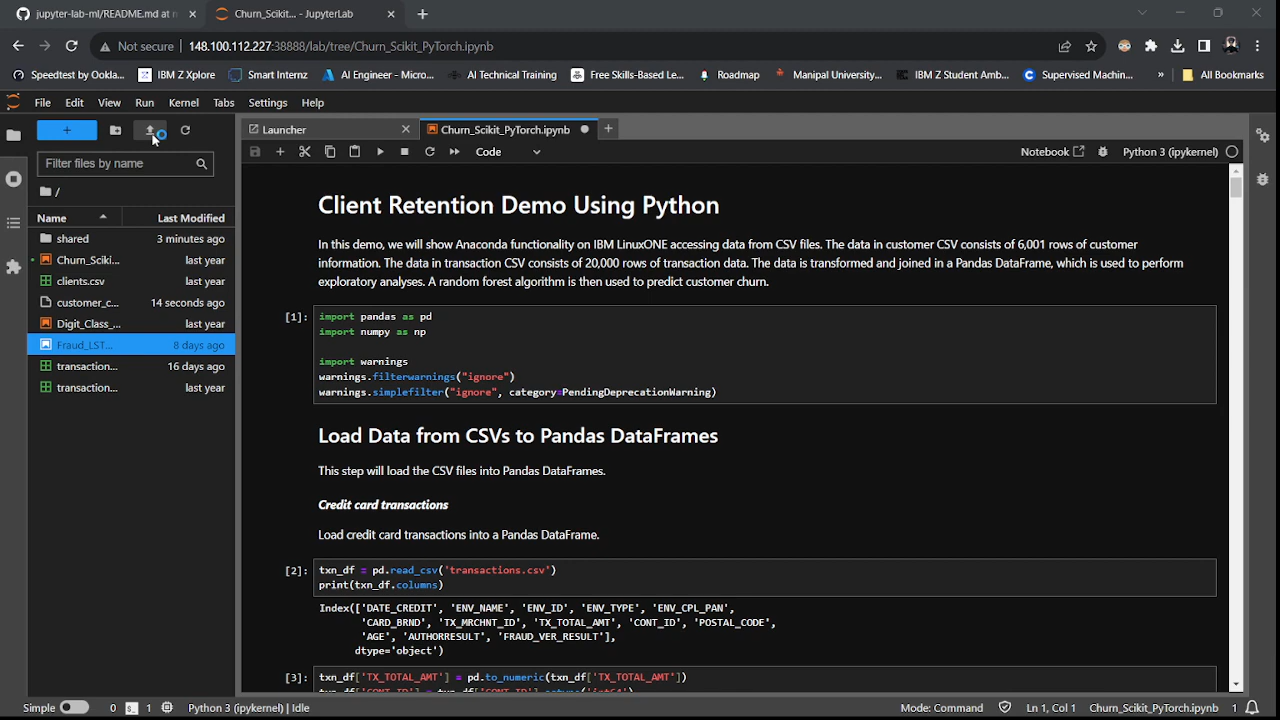 jupyter-lab-ml/README.md at n
Churn_Scikit... - JupyterLab
Not secure
148.100.112.227:38888/lab/tree/Churn_Scikit_PyTorch.ipynb
Speedtest by Ookla...
IBM Z Xplore
Smart Internz
AI Engineer - Micro...
AI Technical Training
Free Skills-Based Le...
Roadmap
Manipal University...
IBM Z Student Amb...
Supervised Machin...
»
All Bookmarks
File Edit View Run Kernel Tabs Settings Help
Launcher
Churn_Scikit_PyTorch.ipynb
Code
Notebook
Python 3 (ipykernel)
Filter files by name
/
Name Last Modified
shared 3 minutes ago
Churn_Sciki... last year
clients.csv last year
customer_c... 14 seconds ago
Digit_Class_... last year
Fraud_LST... 8 days ago
transaction... 16 days ago
transaction... last year
Client Retention Demo Using Python
In this demo, we will show Anaconda functionality on IBM LinuxONE accessing data from CSV files. The data in customer CSV consists of 6,001 rows of customer
information. The data in transaction CSV consists of 20,000 rows of transaction data. The data is transformed and joined in a Pandas DataFrame, which is used to perform
exploratory analyses. A random forest algorithm is then used to predict customer churn.
[1]: import pandas as pd
import numpy as np
import warnings
warnings.filterwarnings("ignore")
warnings.simplefilter("ignore", category=PendingDeprecationWarning)
Load Data from CSVs to Pandas DataFrames
This step will load the CSV files into Pandas DataFrames.
Credit card transactions
Load credit card transactions into a Pandas DataFrame.
[2]: txn_df = pd.read_csv('transactions.csv')
print(txn_df.columns)
Index(['DATE_CREDIT', 'ENV_NAME', 'ENV_ID', 'ENV_TYPE', 'ENV_CPL_PAN',
'CARD_BRND', 'TX_MRCHNT_ID', 'TX_TOTAL_AMT', 'CONT_ID', 'POSTAL_CODE',
'AGE', 'AUTHORRESULT', 'FRAUD_VER_RESULT'],
dtype='object')
[3]: txn_df['TX_TOTAL_AMT'] = pd.to_numeric(txn_df['TX_TOTAL_AMT'])
Simple 0 1 Python 3 (ipykernel) | Idle
Mode: Command Ln 1, Col 1 Churn_Scikit_PyTorch.ipynb 1